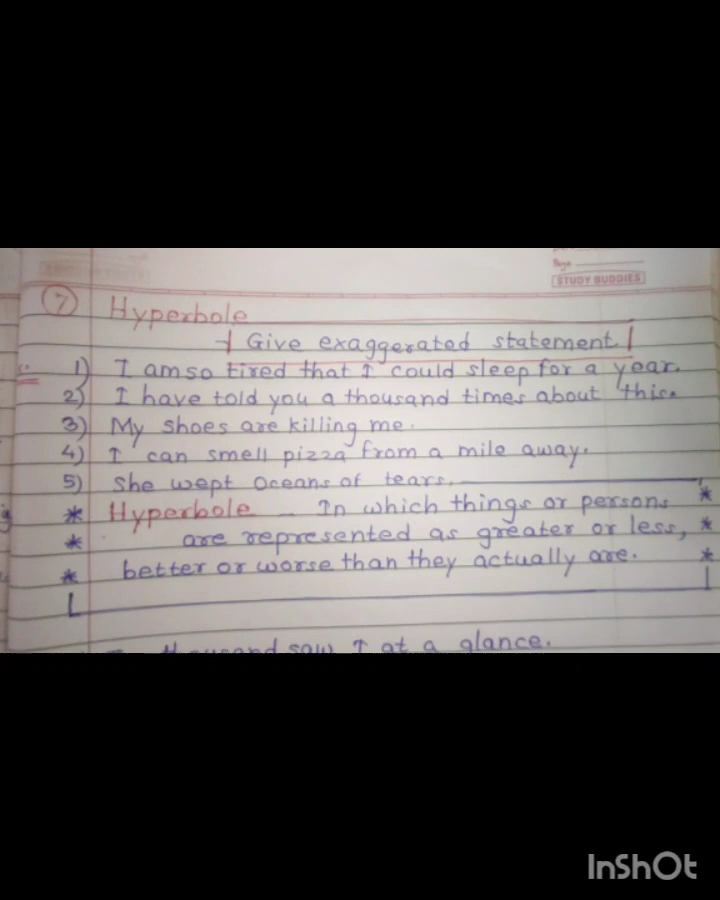 Page
STUDY BUDDIES
7 Hyperbole
Give exaggerated statement
1) I am so tired that I could sleep for a year.
2) I have told you a thousand times about this.
3) My shoes are killing me.
4) I can smell pizza from a mile away.
5) She wept Oceans of tears.
* Hyperbole - In which things or persons *
* are represented as greater or less, *
* better or worse than they actually are. *
thousand saw I at a glance.
InShOt